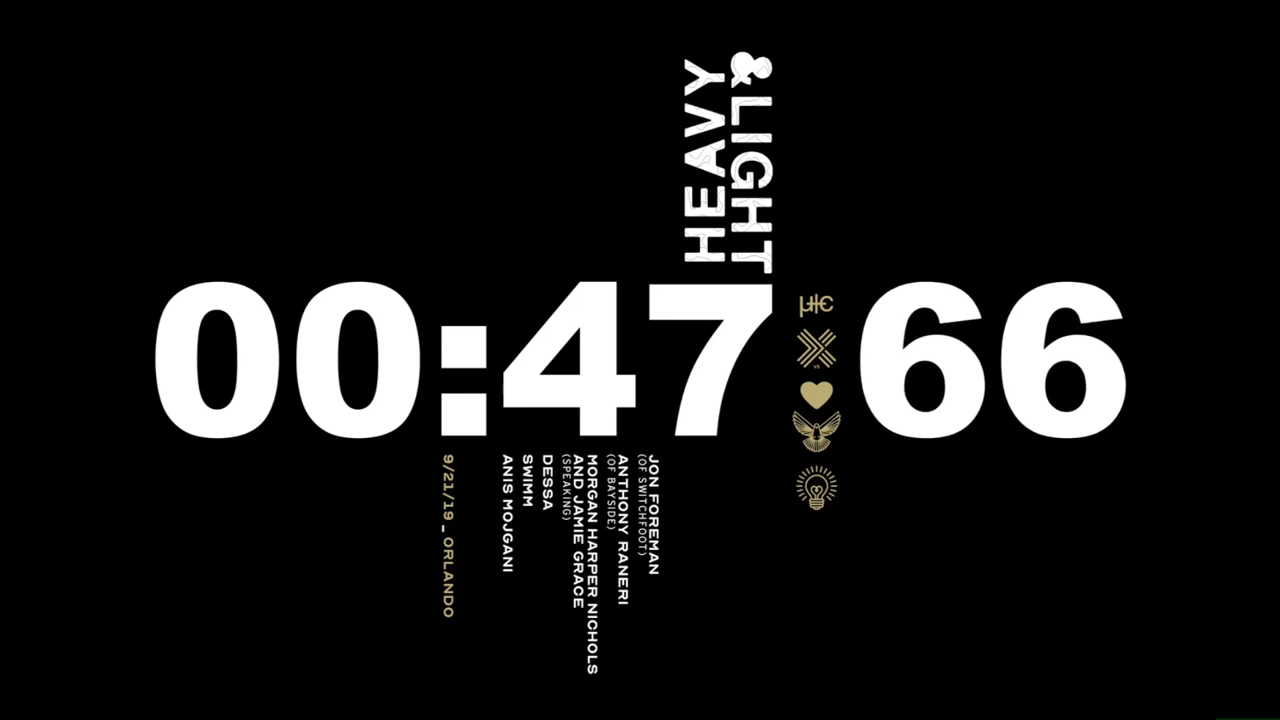 HEAVY
& LIGHT
00:47 66
VS
9/21/19 _ ORLANDO
JON FOREMAN
(OF SWITCHFOOT)
ANTHONY RANERI
(OF BAYSIDE)
MORGAN HARPER NICHOLS
AND JAMIE GRACE
(SPEAKING)
DESSA
SWIMM
ANIS MOJGANI